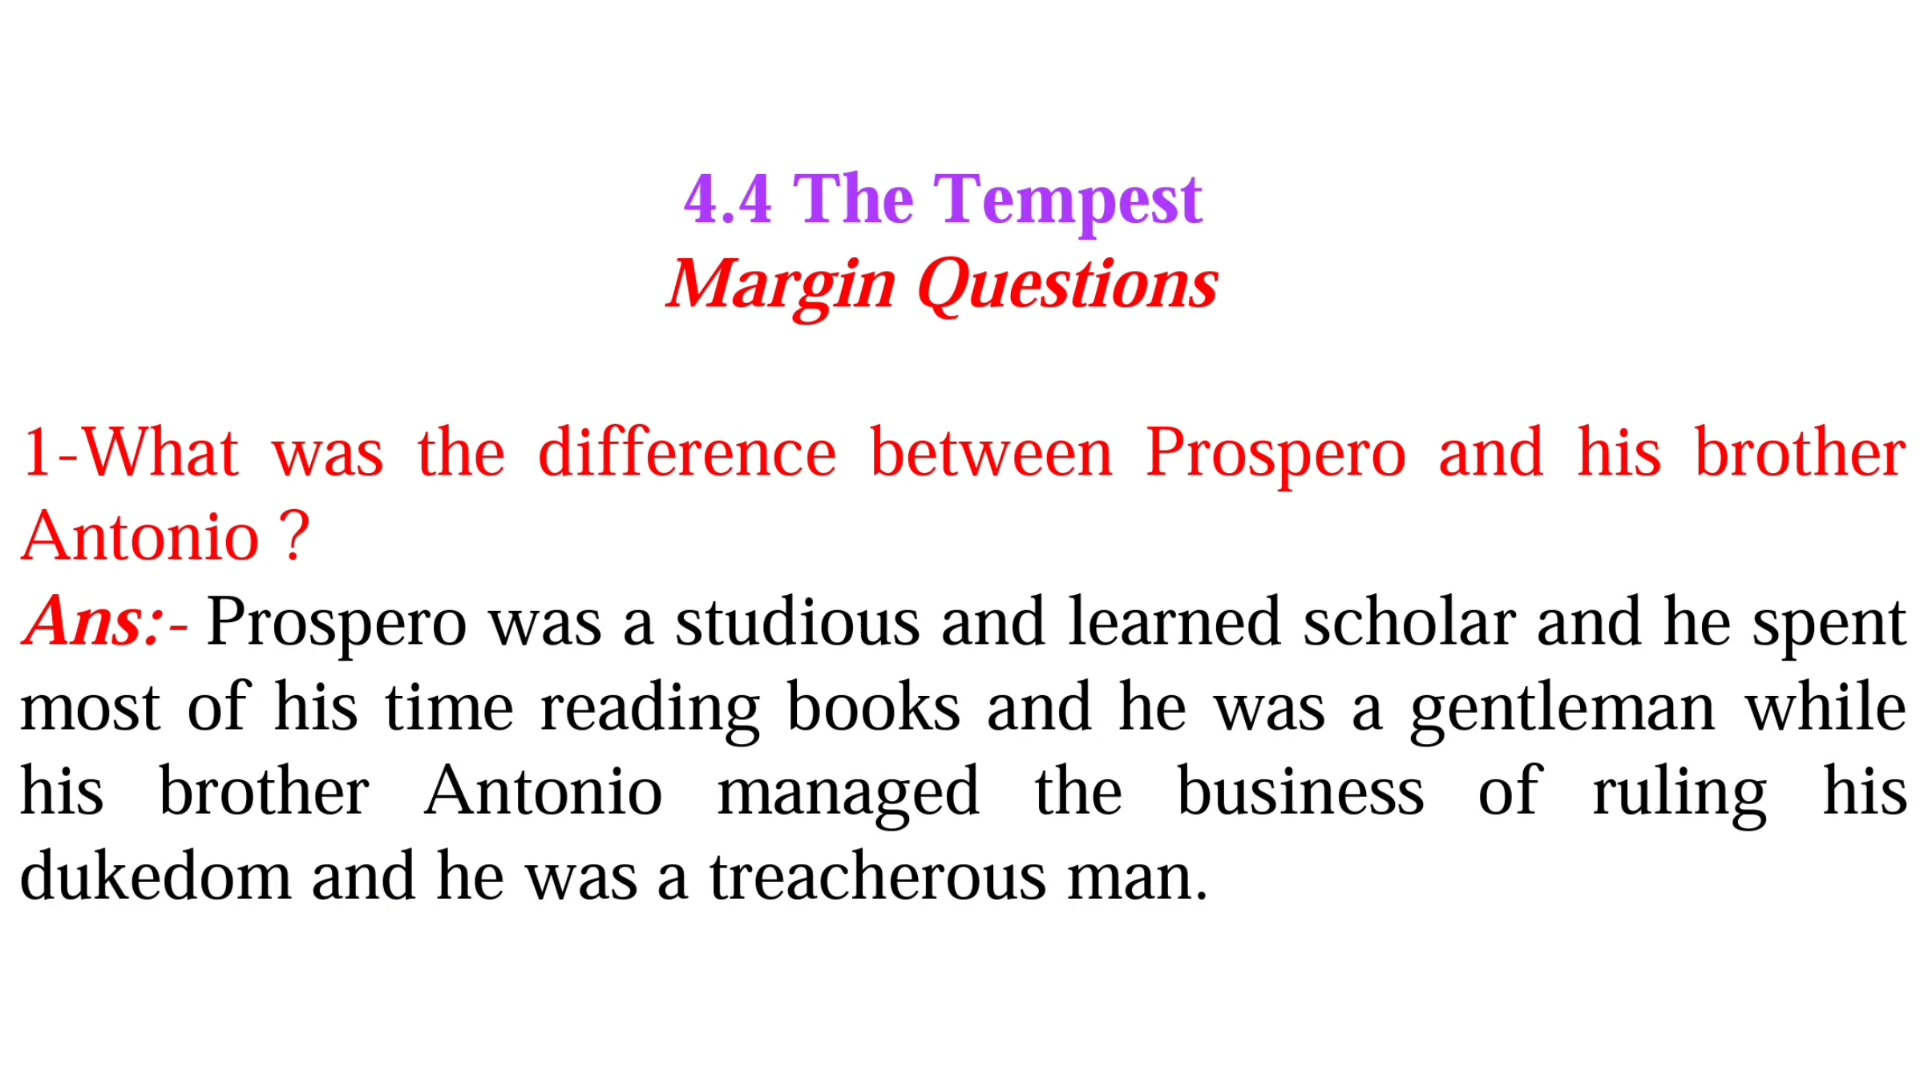 4.4 The Tempest
Margin Questions
1-What was the difference between Prospero and his brother
Antonio ?
Ans:- Prospero was a studious and learned scholar and he spent
most of his time reading books and he was a gentleman while
his brother Antonio managed the business of ruling his
dukedom and he was a treacherous man.